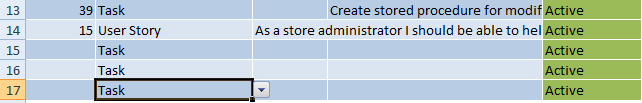 13 39 Task Create stored procedure for modif Active
14 15 User Story As a store administrator I should be able to hel Active
15 Task Active
16 Task Active
17 Task Active